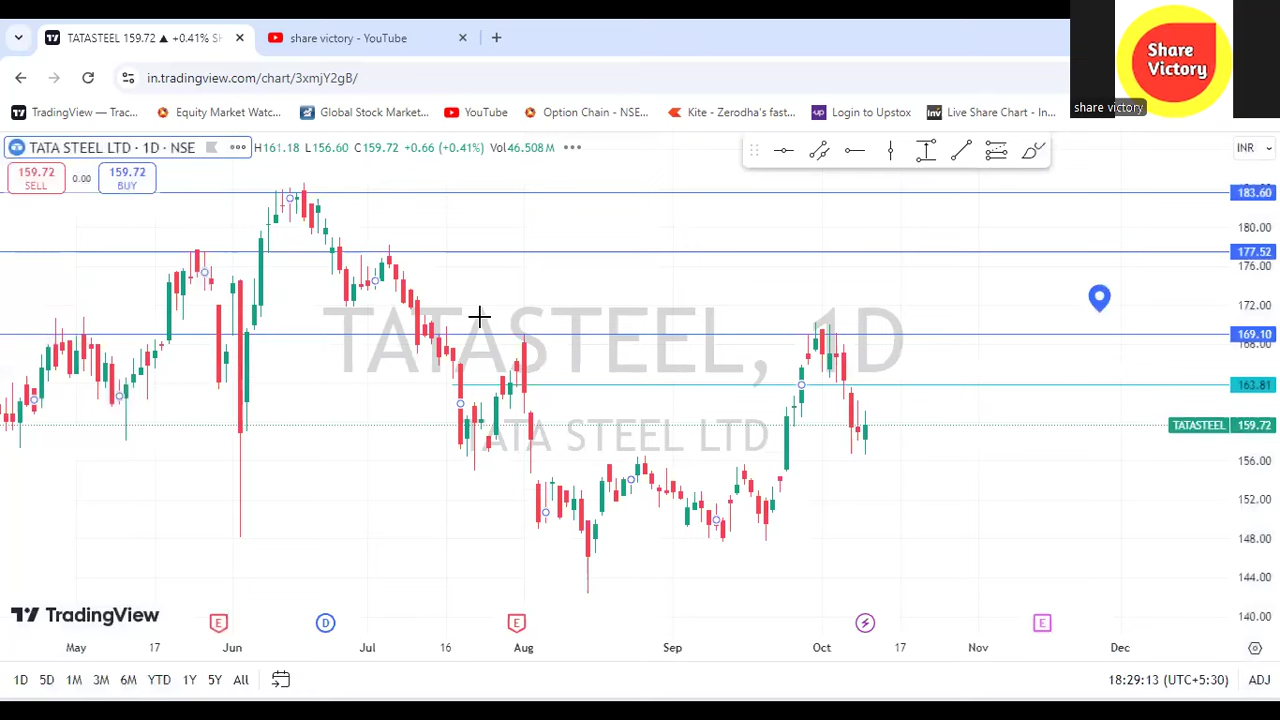 TATASTEEL 159.72 ▲ +0.41% Sh
share victory - YouTube
in.tradingview.com/chart/3xmjY2gB/
Share
Victory
share victory
TradingView — Trac...
Equity Market Watc...
Global Stock Market...
YouTube
Option Chain - NSE...
Kite - Zerodha's fast...
Login to Upstox
Live Share Chart - In...
TATA STEEL LTD · 1D · NSE
H161.18 L156.60 C159.72 +0.66 (+0.41%) Vol46.508 M
INR
159.72
SELL
0.00
159.72
BUY
183.60
180.00
177.52
176.00
172.00
169.10
168.00
163.81
TATASTEEL 159.72
156.00
152.00
148.00
144.00
140.00
TATASTEEL, 1D
TATA STEEL LTD
TradingView
E
D
E
E
May 17 Jun Jul 16 Aug Sep Oct 17 Nov Dec
1D 5D 1M 3M 6M YTD 1Y 5Y All
18:29:13 (UTC+5:30)
ADJ